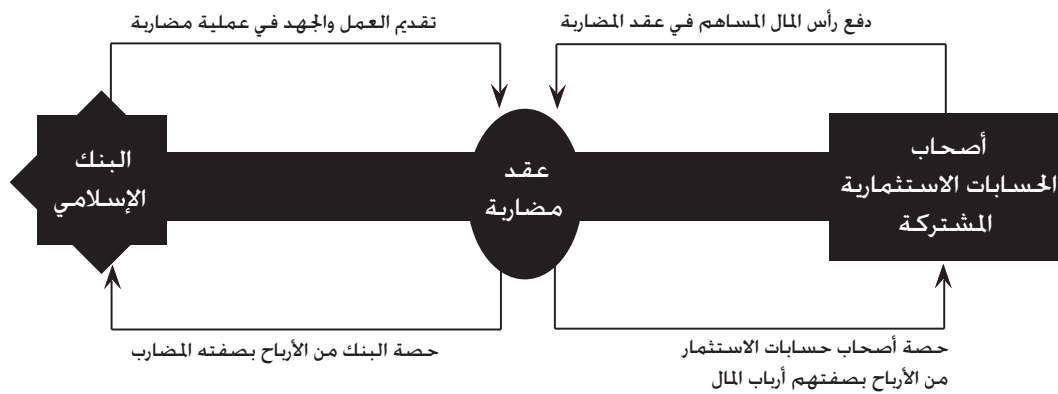 دفع رأس المال المساهم في عقد المضاربة
تقديم العمل والجهد في عملية مضاربة
أصحاب
الحسابات الاستثمارية
المشتركة
عقد
مضاربة
البنك
الإسلامي
حصة أصحاب حسابات الاستثمار
من الأرباح بصفتهم أرباب المال
حصة البنك من الأرباح بصفته المضارب